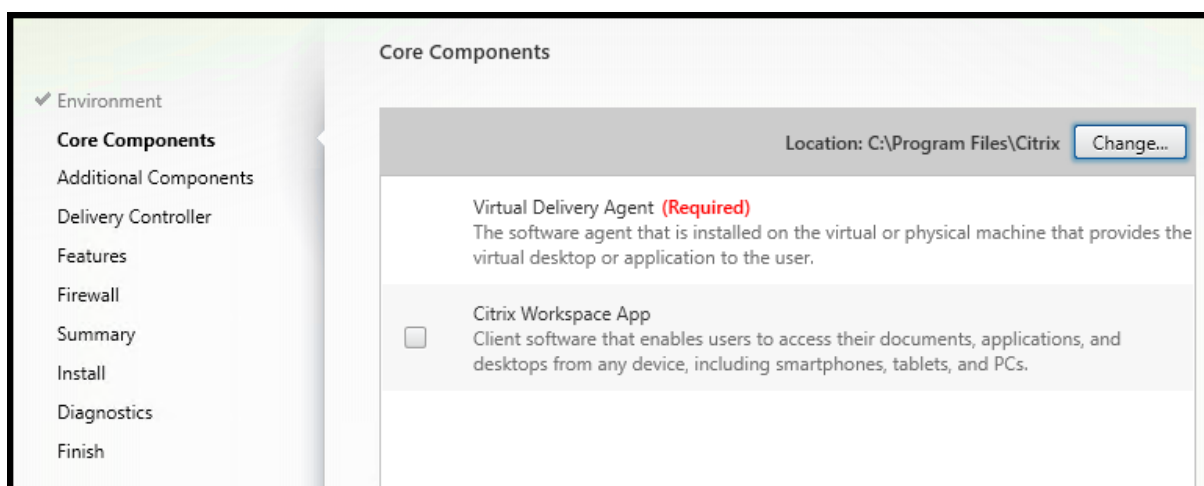 Core Components
Environment
Core Components
Additional Components
Delivery Controller
Features
Firewall
Summary
Install
Diagnostics
Finish
Location: C:\Program Files\Citrix
Change...
Virtual Delivery Agent (Required)
The software agent that is installed on the virtual or physical machine that provides the
virtual desktop or application to the user.
Citrix Workspace App
Client software that enables users to access their documents, applications, and
desktops from any device, including smartphones, tablets, and PCs.